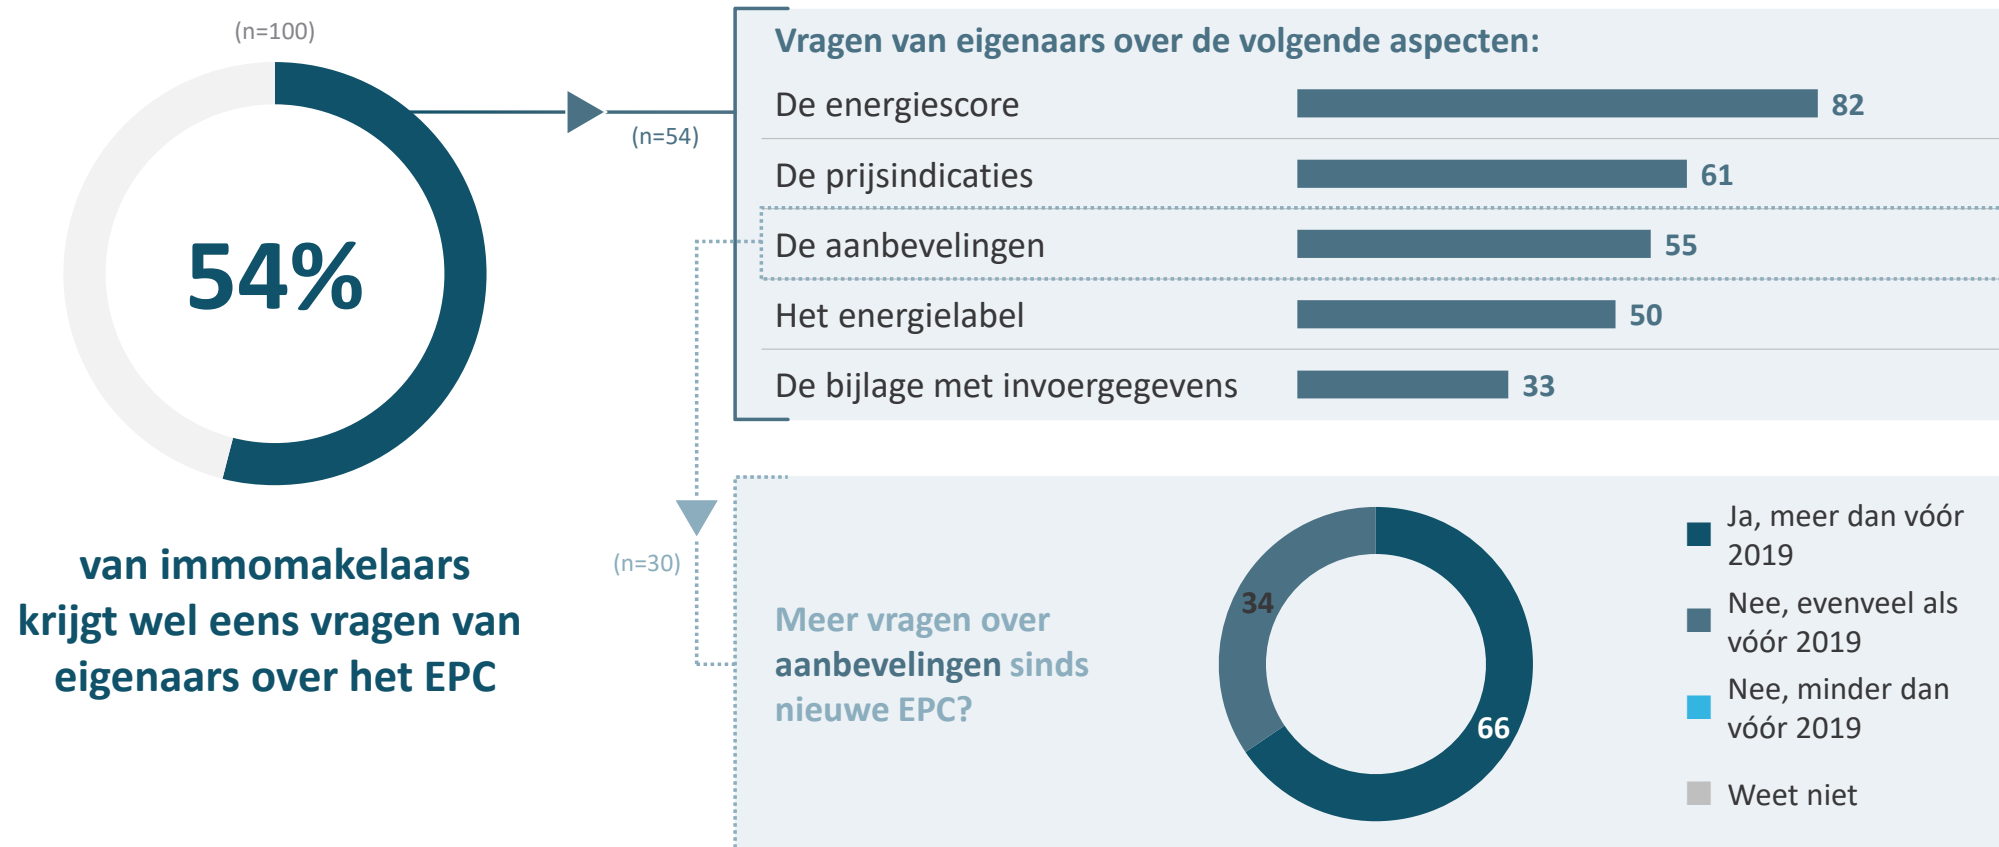 (n=100)
54%
van immomakelaars
krijgt wel eens vragen van
eigenaars over het EPC
(n=54)
Vragen van eigenaars over de volgende aspecten:
De energiescore 82
De prijsindicaties 61
De aanbevelingen 55
Het energielabel 50
De bijlage met invoergegevens 33
(n=30)
Meer vragen over
aanbevelingen sinds
nieuwe EPC?
34
66
Ja, meer dan vóór
2019
Nee, evenveel als
vóór 2019
Nee, minder dan
vóór 2019
Weet niet